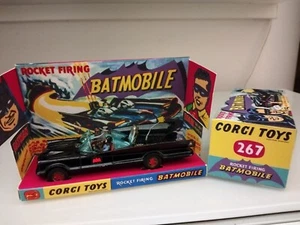 ROCKET FIRING
BATMOBILE
CORGI TOYS
ROCKET FIRING
BATMOBILE
CORGI TOYS
267
ROCKET FIRING
BATMOBILE